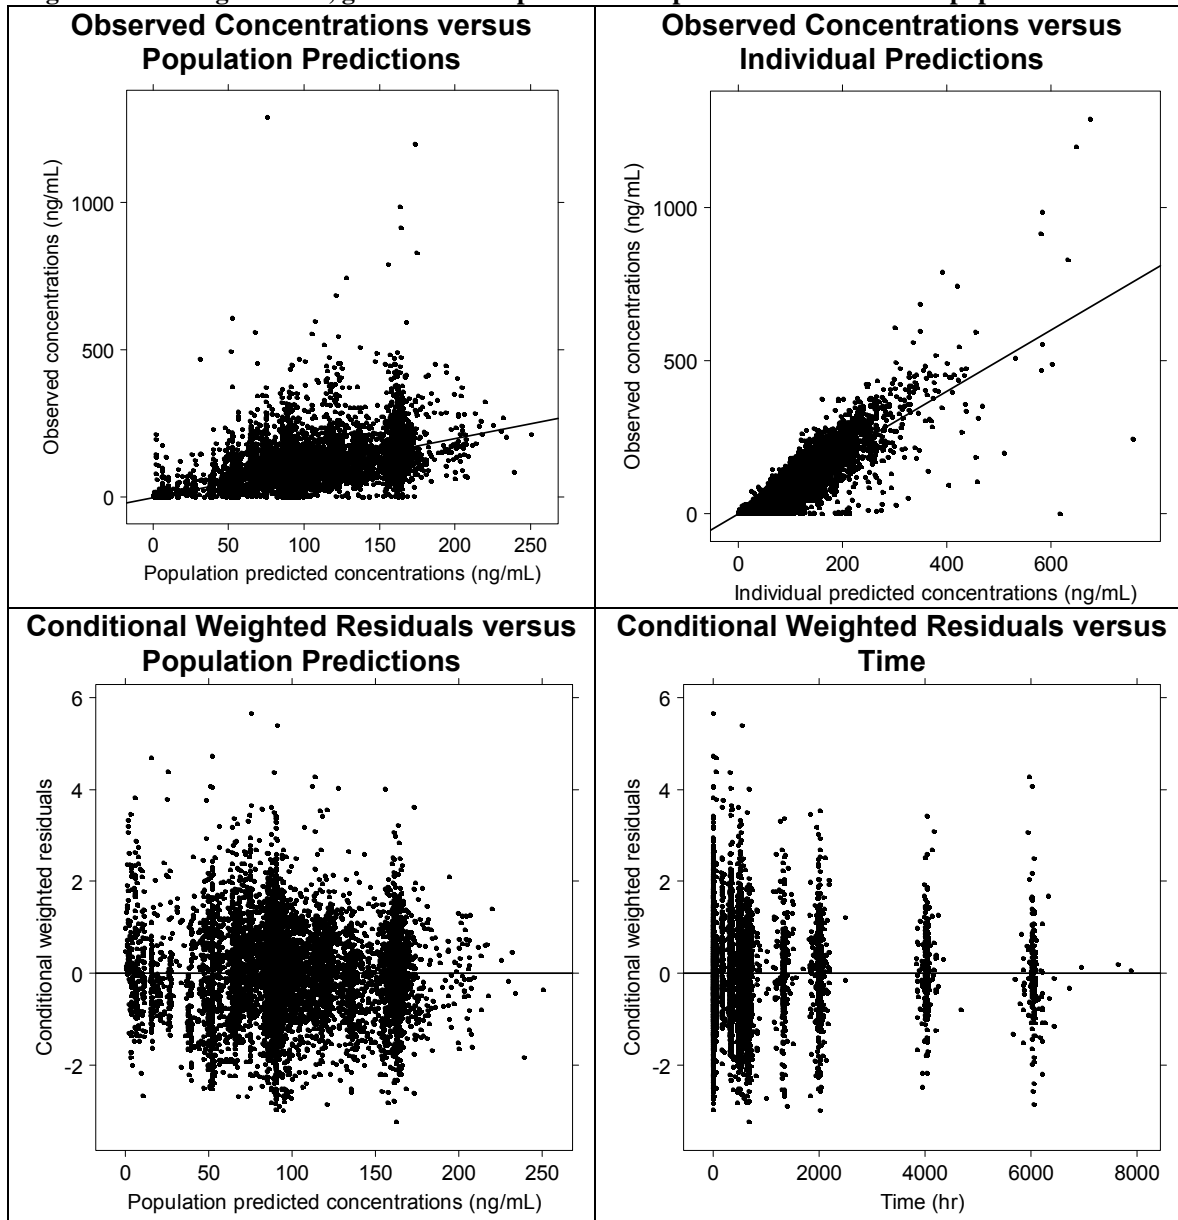 Observed Concentrations versus
Population Predictions
Observed concentrations (ng/mL)
1000
500
0
0 50 100 150 200 250
Population predicted concentrations (ng/mL)
Observed Concentrations versus
Individual Predictions
Observed concentrations (ng/mL)
1000
500
0
0 200 400 600
Individual predicted concentrations (ng/mL)
Conditional Weighted Residuals versus
Population Predictions
Conditional weighted residuals
6
4
2
0
-2
0 50 100 150 200 250
Population predicted concentrations (ng/mL)
Conditional Weighted Residuals versus
Time
Conditional weighted residuals
6
4
2
0
-2
0 2000 4000 6000 8000
Time (hr)